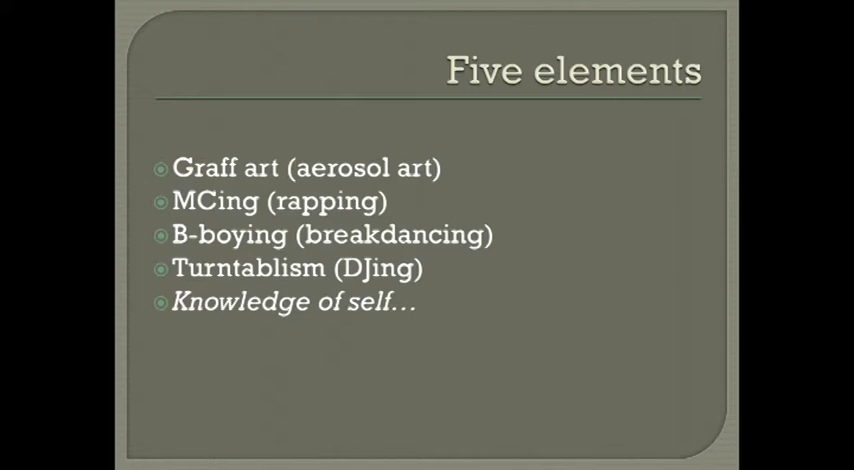 Five elements
Graff art (aerosol art)
MCing (rapping)
B-boying (breakdancing)
Turntablism (DJing)
Knowledge of self…